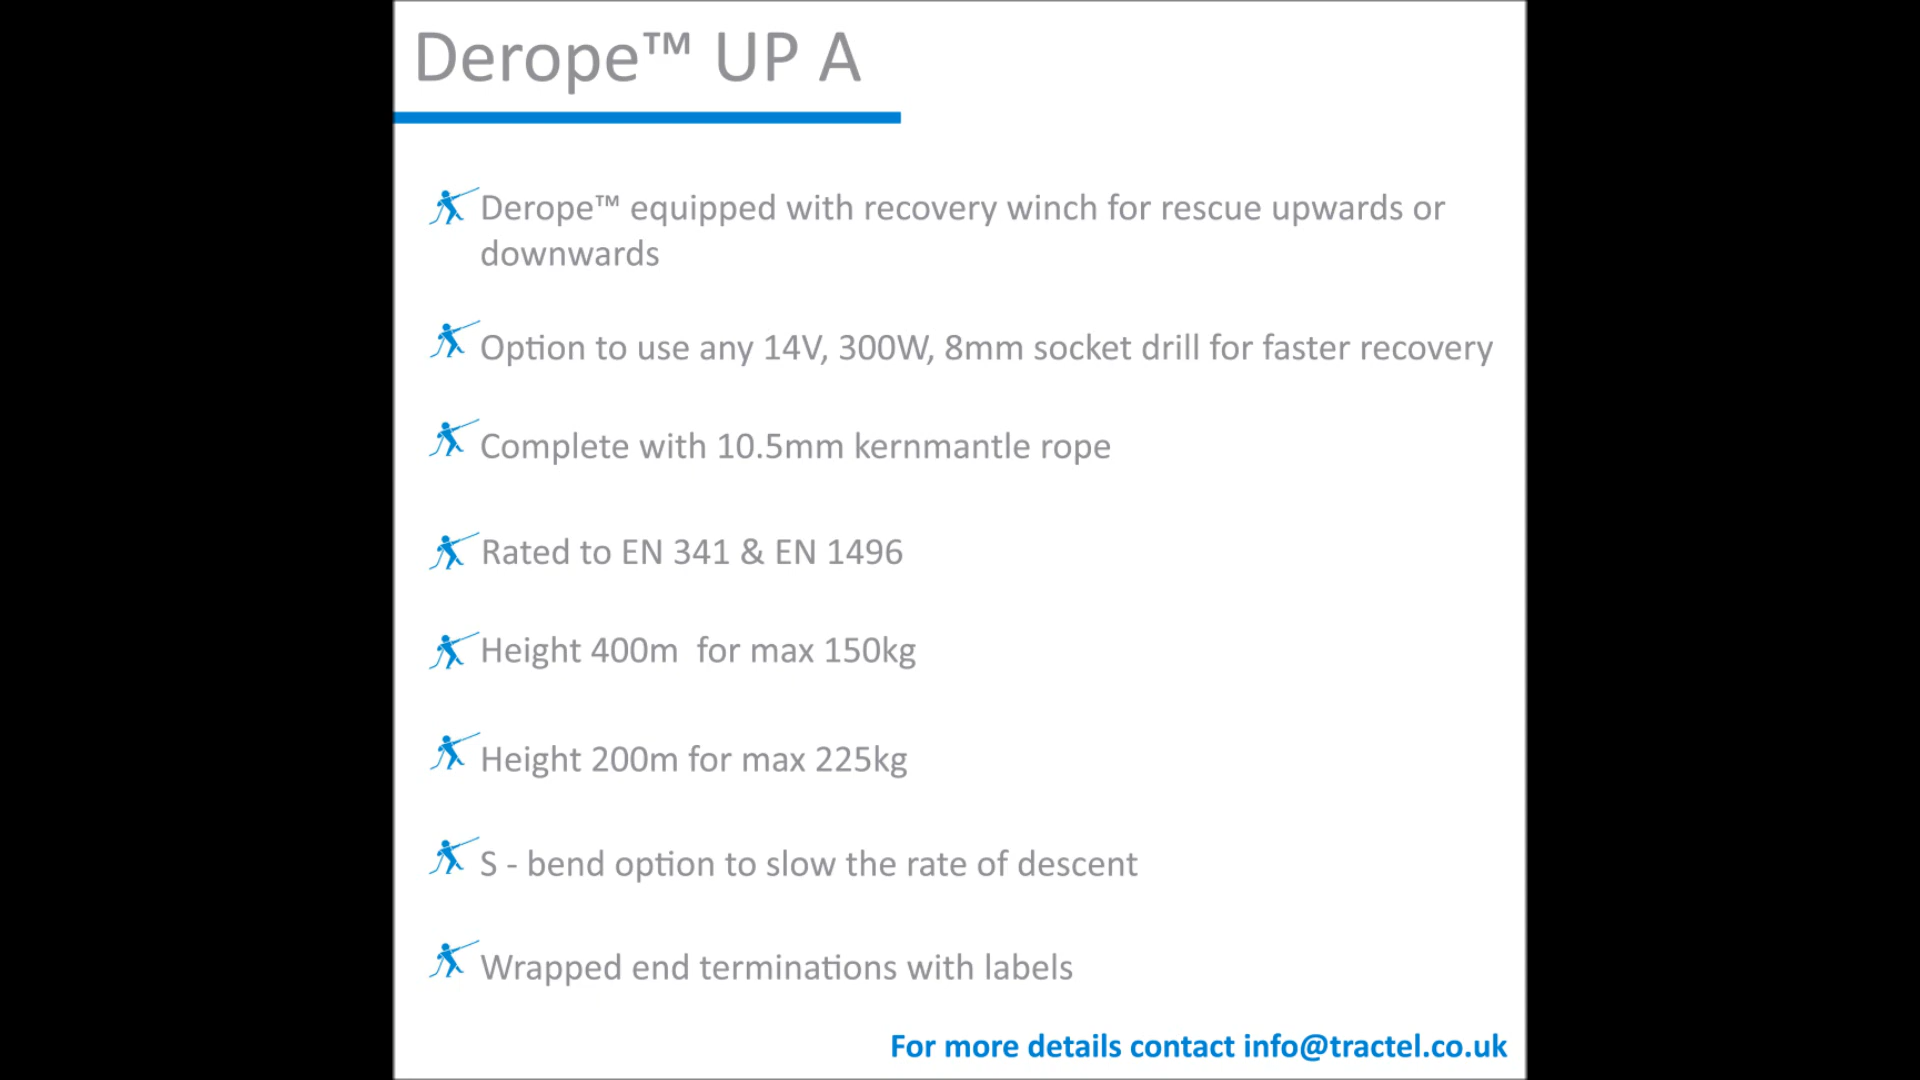 Derope™ UP A
Derope™ equipped with recovery winch for rescue upwards or
downwards
Option to use any 14V, 300W, 8mm socket drill for faster recovery
Complete with 10.5mm kernmantle rope
Rated to EN 341 & EN 1496
Height 400m  for max 150kg
Height 200m for max 225kg
S - bend option to slow the rate of descent
Wrapped end terminations with labels
For more details contact info@tractel.co.uk